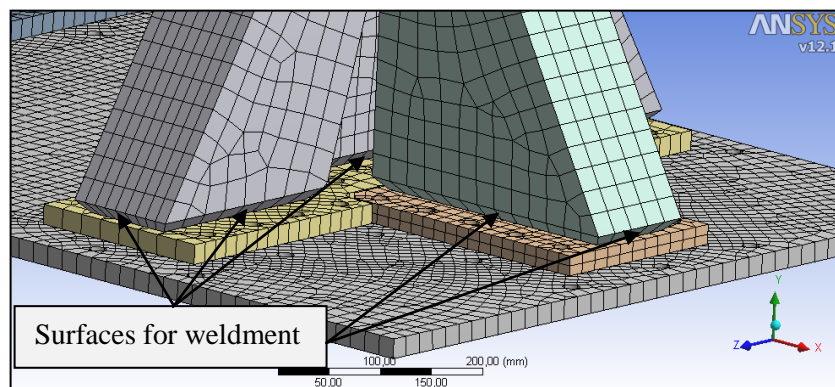 ANSYS
v12.1
Y
Z
X
Surfaces for weldment
100,00 200,00 (mm)
50.00 150.00